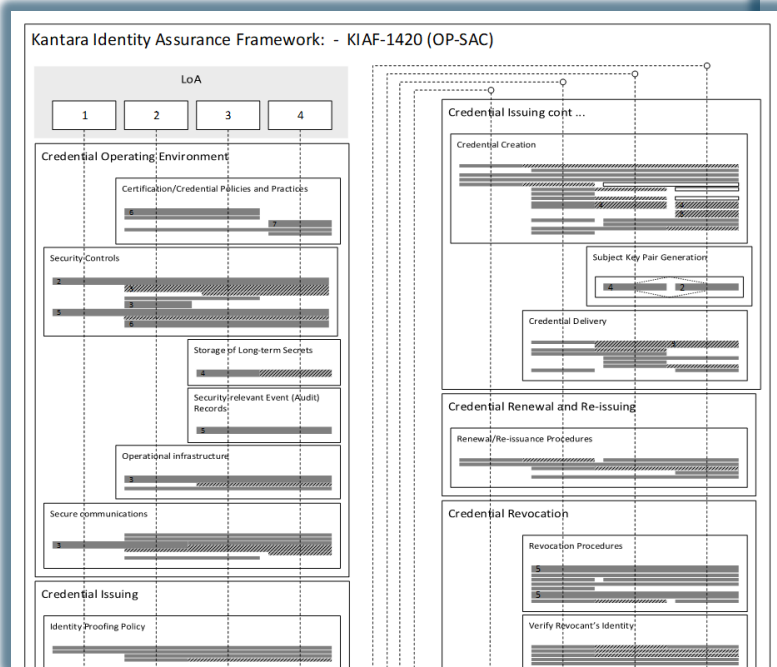 Kantara Identity Assurance Framework:  - KIAF-1420 (OP-SAC)
LoA
1
2
3
4
Credential Operating Environment
Certification/Credential Policies and Practices
6
7
Security Controls
2
3
3
5
6
Storage of Long-term Secrets
4
Security-relevant Event (Audit)
Records
5
Operational infrastructure
3
Secure communications
3
Credential Issuing
Identity Proofing Policy
Credential Issuing cont ...
Credential Creation
4
4
Subject Key Pair Generation
4
2
Credential Delivery
3
Credential Renewal and Re-issuing
Renewal/Re-issuance Procedures
Credential Revocation
Revocation Procedures
5
5
Verify Revocant's Identity